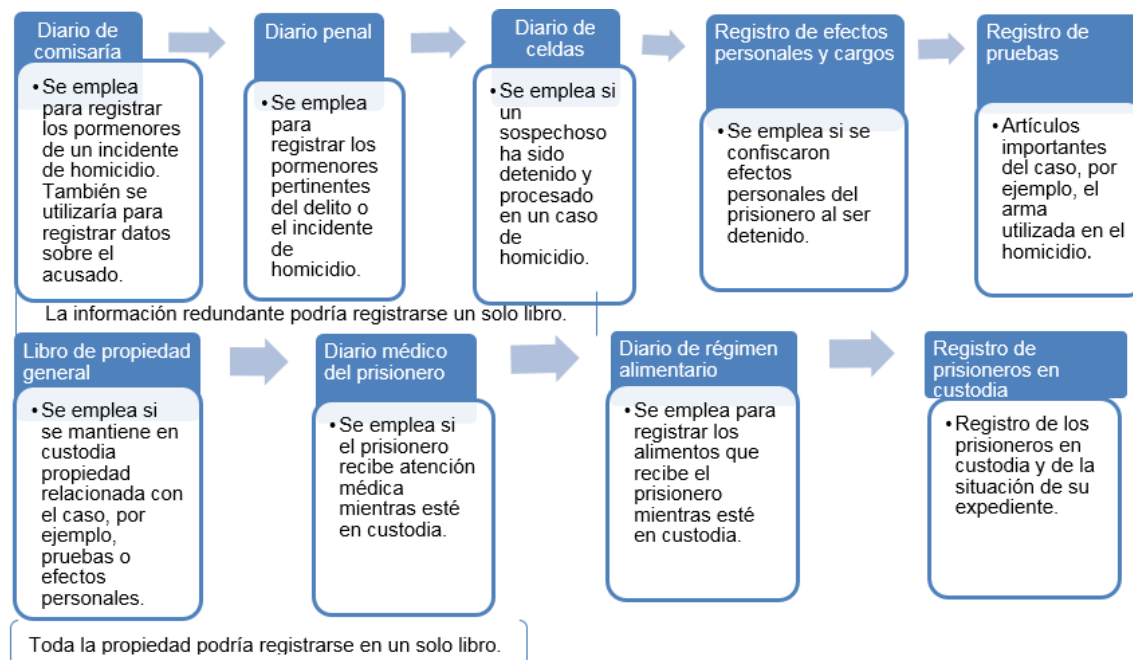 Diario de
comisaría
• Se emplea
para registrar
los pormenores
de un incidente
de homicidio.
También se
utilizaría para
registrar datos
sobre el
acusado.
Diario penal
• Se emplea
para
registrar los
pormenores
pertinentes
del delito o
el incidente
de
homicidio.
Diario de
celdas
• Se emplea si
un
sospechoso
ha sido
detenido y
procesado
en un caso
de
homicidio.
Registro de efectos
personales y cargos
• Se emplea si se
confiscaron
efectos
personales del
prisionero al ser
detenido.
Registro de
pruebas
• Artículos
importantes
del caso, por
ejemplo, el
arma
utilizada en el
homicidio.
La información redundante podría registrarse un solo libro.
Libro de propiedad
general
• Se emplea si
se mantiene en
custodia
propiedad
relacionada con
el caso, por
ejemplo,
pruebas o
efectos
personales.
Diario médico
del prisionero
• Se emplea si
el prisionero
recibe atención
médica
mientras esté
en custodia.
Diario de régimen
alimentario
• Se emplea para
registrar los
alimentos que
recibe el
prisionero
mientras esté
en custodia.
Registro de
prisioneros en
custodia
• Registro de los
prisioneros en
custodia y de la
situación de su
expediente.
Toda la propiedad podría registrarse en un solo libro.